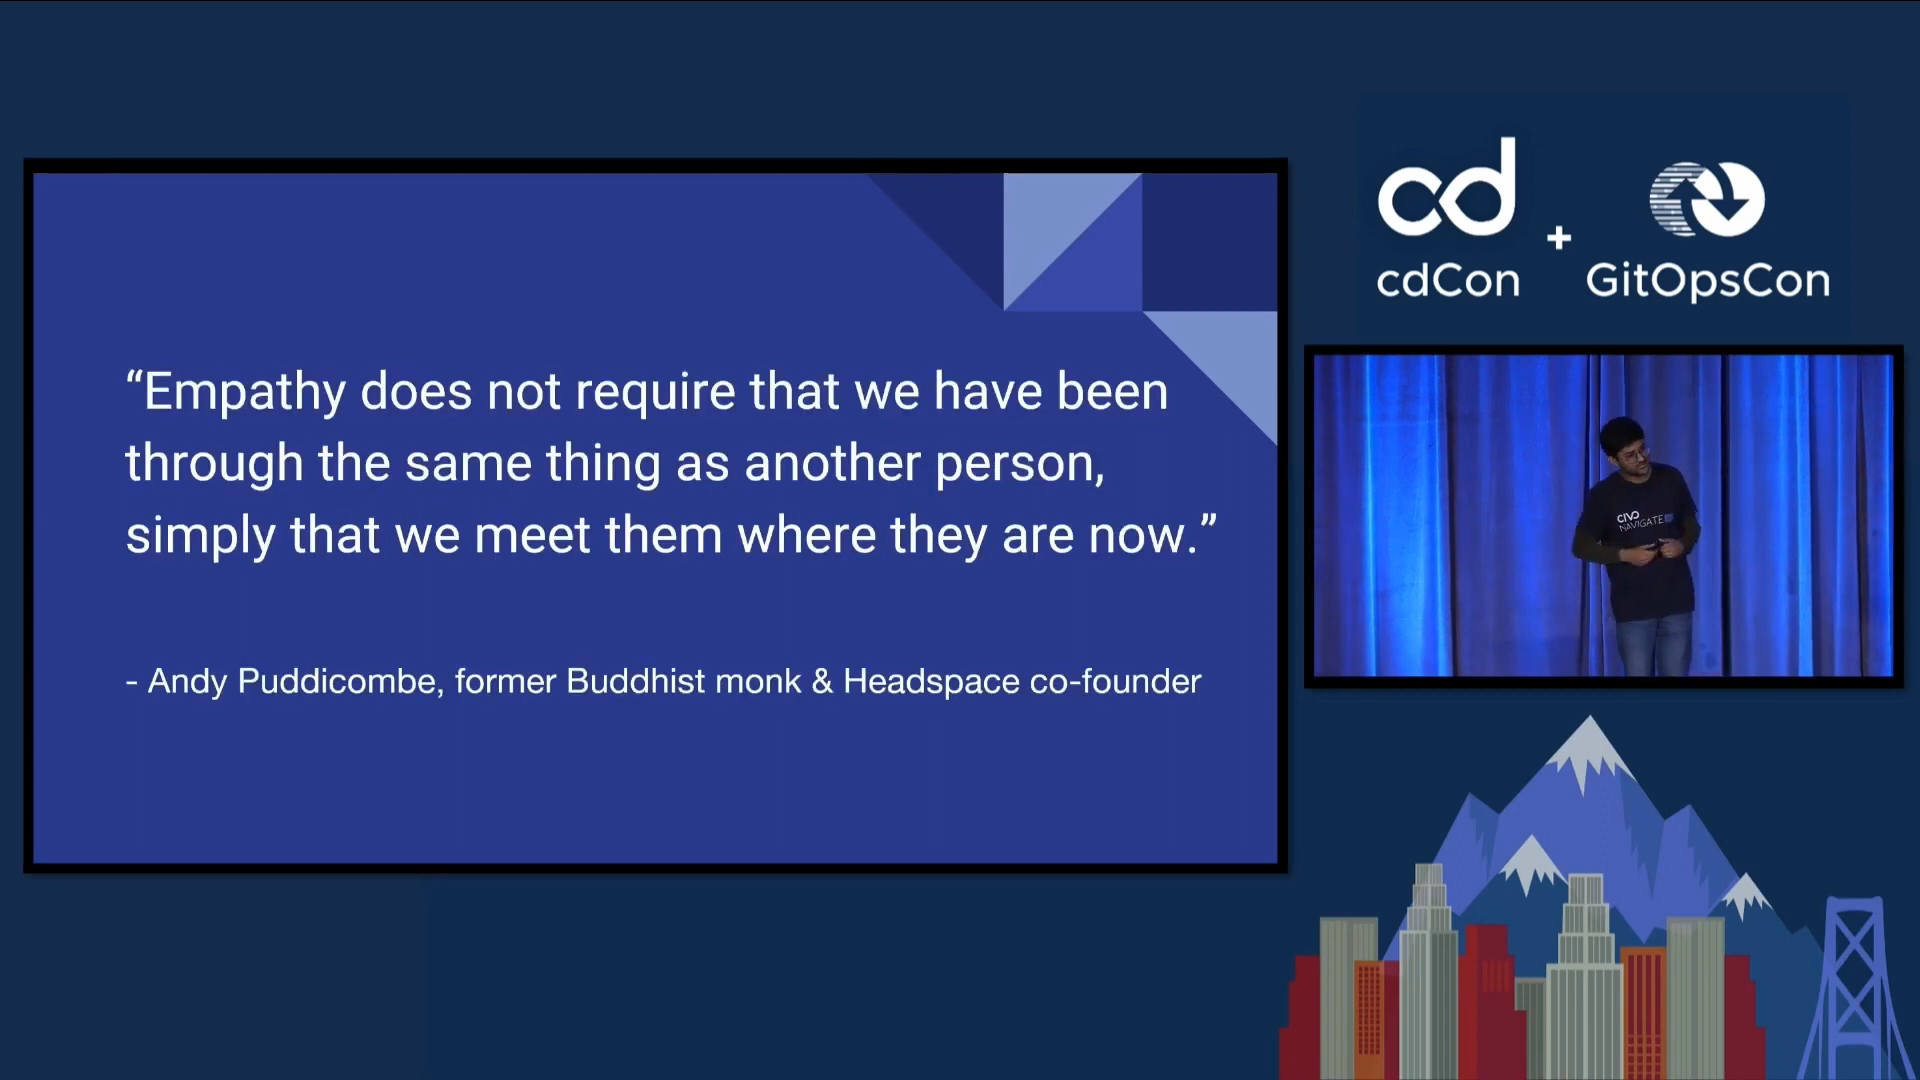 “Empathy does not require that we have been
through the same thing as another person,
simply that we meet them where they are now.”
- Andy Puddicombe, former Buddhist monk & Headspace co-founder
cd
cdCon
+
GitOpsCon
CIVO
NAVIGATE